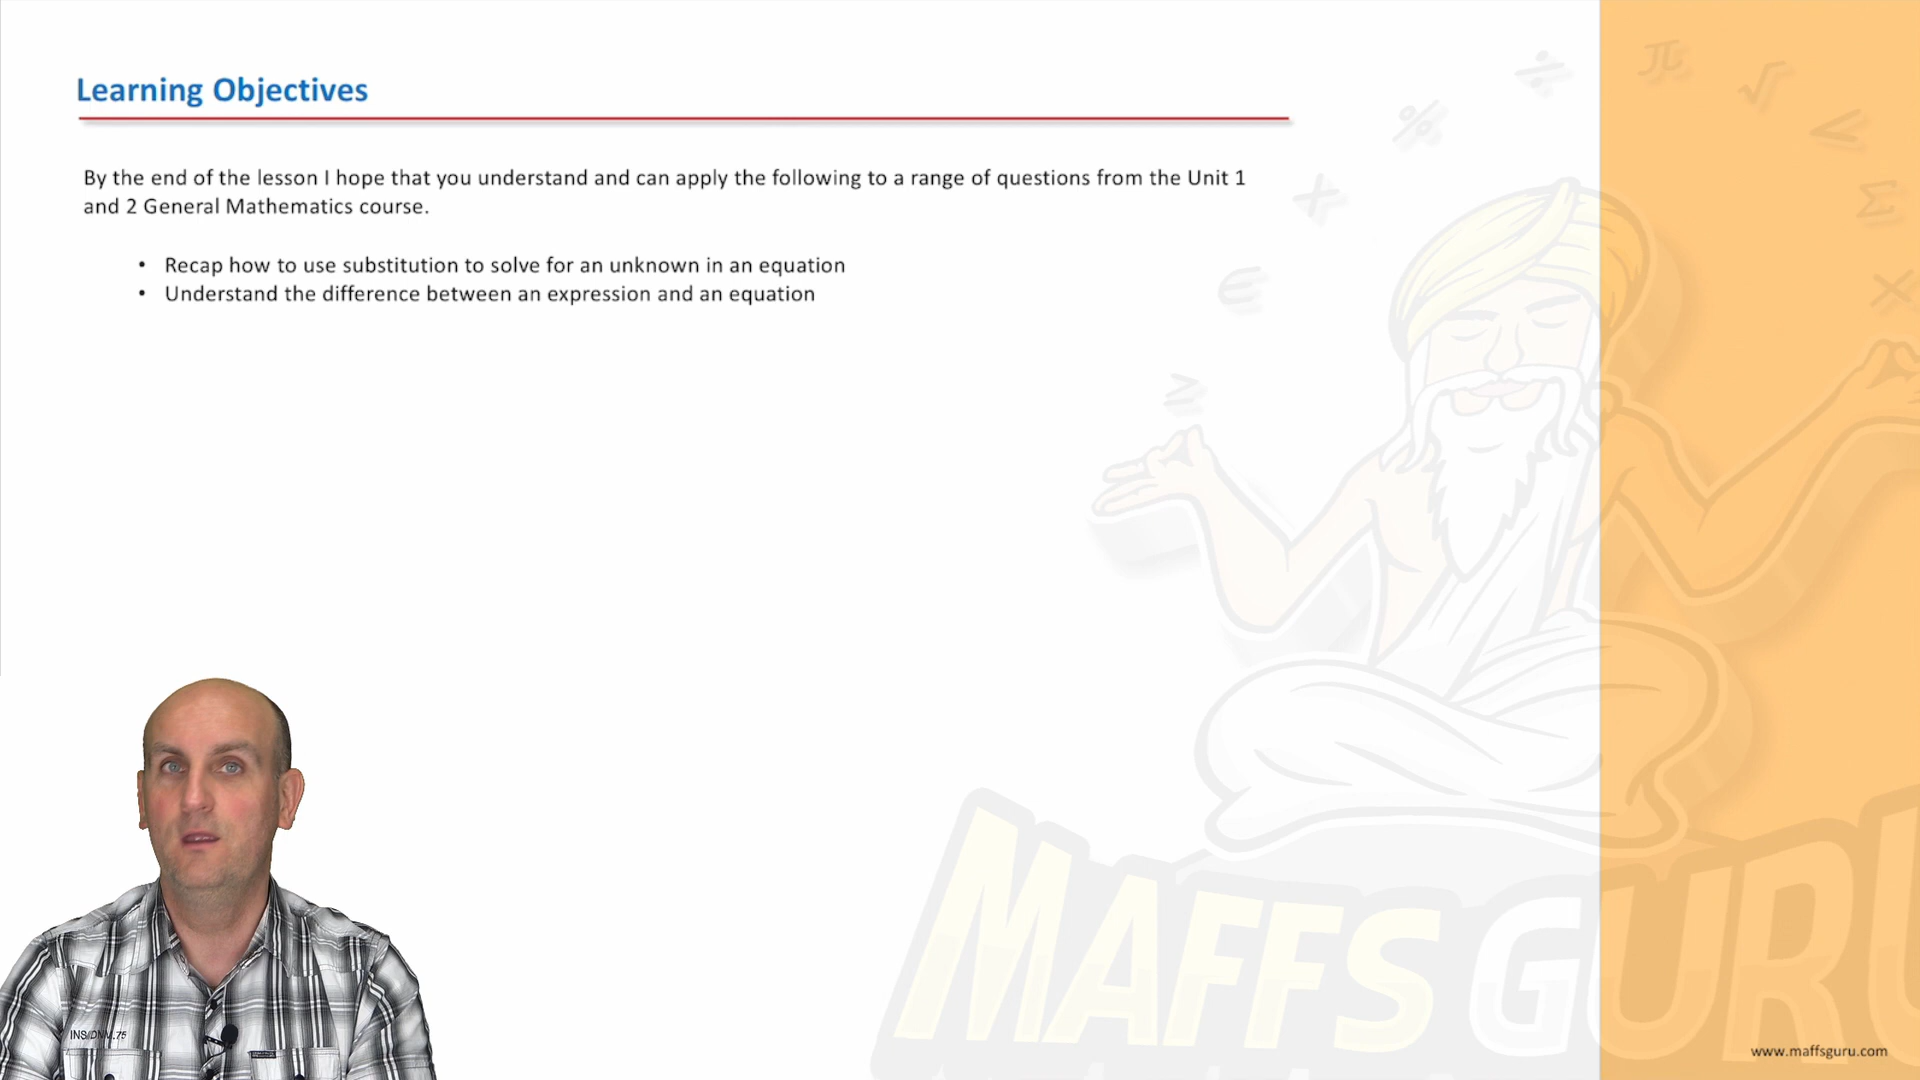 Learning Objectives
By the end of the lesson I hope that you understand and can apply the following to a range of questions from the Unit 1
and 2 General Mathematics course.
• Recap how to use substitution to solve for an unknown in an equation
• Understand the difference between an expression and an equation
MAFFS GURU
www.maffsguru.com